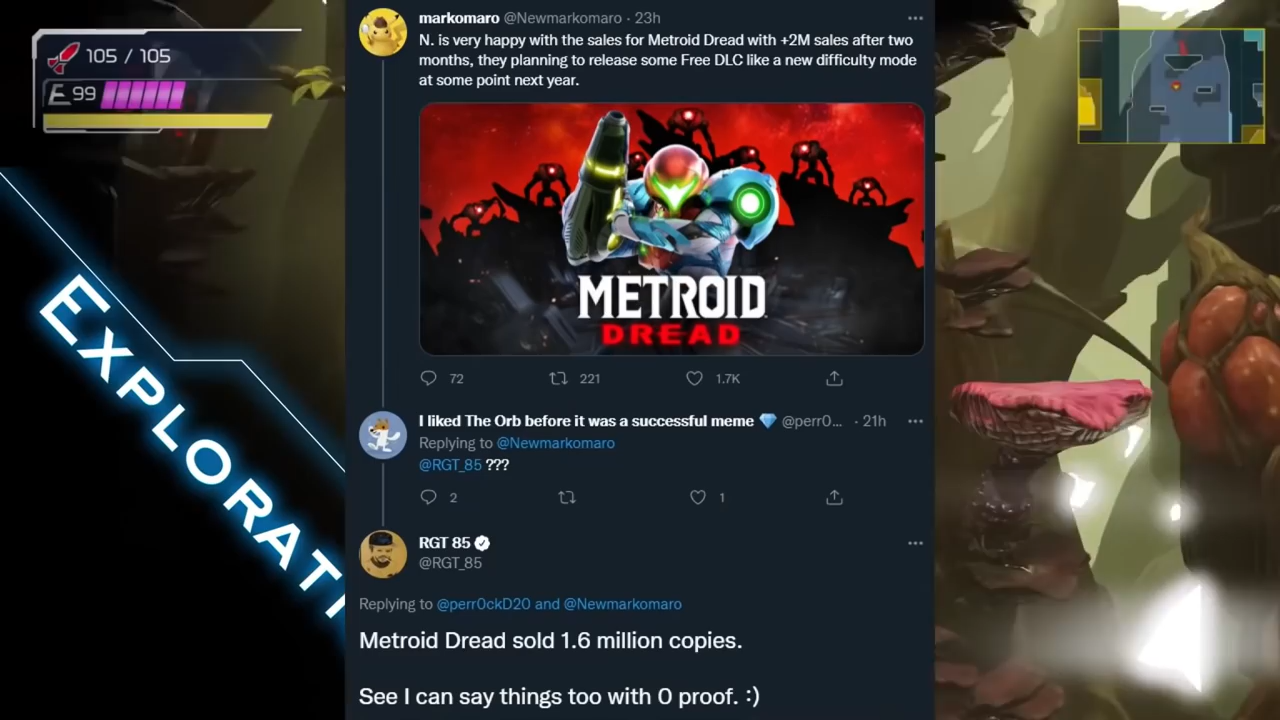 105 / 105
E 99
EXPLORATI
markomaro @Newmarkomaro · 23h
N. is very happy with the sales for Metroid Dread with +2M sales after two
months, they planning to release some Free DLC like a new difficulty mode
at some point next year.
METROID
DREAD
72 221 1.7K
I liked The Orb before it was a successful meme 💎 @perr0... · 21h
Replying to @Newmarkomaro
@RGT_85 ???
2 1
RGT 85
@RGT_85
Replying to @perr0ckD20 and @Newmarkomaro
Metroid Dread sold 1.6 million copies.
See I can say things too with 0 proof. :)